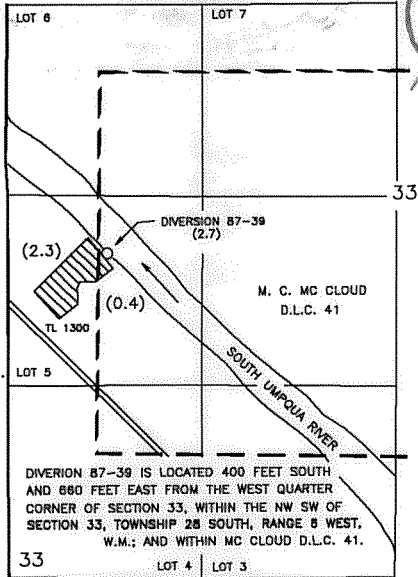 LOT 6
LOT 7
33
DIVERSION 87-39
(2.7)
(2.3)
(0.4)
TL 1300
M. C. MC CLOUD
D.L.C. 41
SOUTH UMPQUA RIVER
LOT 5
DIVERION 87-39 IS LOCATED 400 FEET SOUTH
AND 660 FEET EAST FROM THE WEST QUARTER
CORNER OF SECTION 33, WITHIN THE NW SW OF
SECTION 33, TOWNSHIP 28 SOUTH, RANGE 6 WEST,
W.M.; AND WITHIN MC CLOUD D.L.C. 41.
33
LOT 4
LOT 3